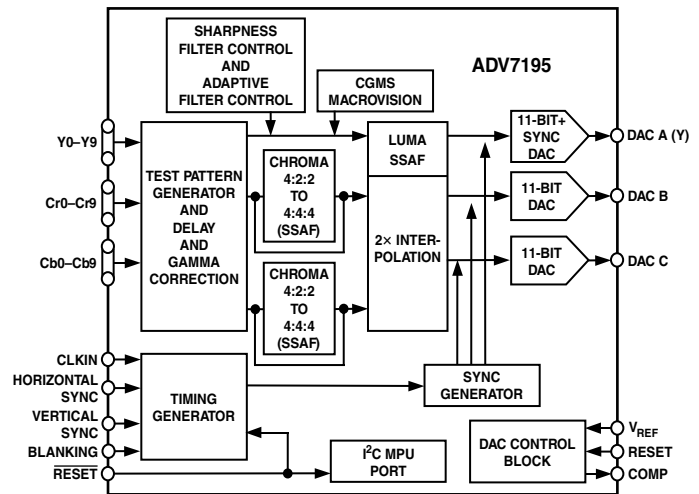 SHARPNESS
FILTER CONTROL
AND
ADAPTIVE
FILTER CONTROL
CGMS
MACROVISION
ADV7195
Y0–Y9
Cr0–Cr9
Cb0–Cb9
TEST PATTERN
GENERATOR
AND
DELAY
AND
GAMMA
CORRECTION
CHROMA
4:2:2
TO
4:4:4
(SSAF)
CHROMA
4:2:2
TO
4:4:4
(SSAF)
LUMA
SSAF
2× INTER-
POLATION
11-BIT+
SYNC
DAC
11-BIT
DAC
11-BIT
DAC
DAC A (Y)
DAC B
DAC C
CLKIN
HORIZONTAL
SYNC
VERTICAL
SYNC
BLANKING
RESET
TIMING
GENERATOR
SYNC
GENERATOR
I²C MPU
PORT
DAC CONTROL
BLOCK
VREF
RESET
COMP